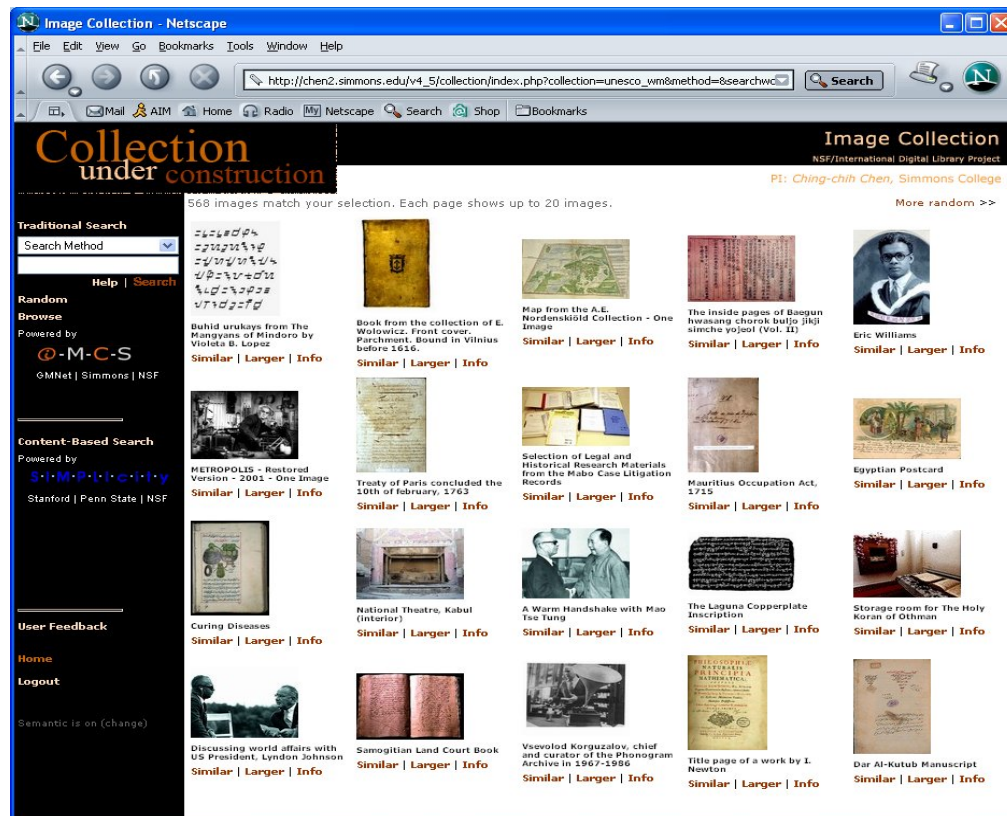 Image Collection - Netscape
File Edit View Go Bookmarks Tools Window Help
http://chen2.simmons.edu/v4_5/collection/index.php?collection=unesco_wm&method=&searchwc
Search
Mail AIM Home Radio My Netscape Search Shop Bookmarks
Collection
under construction
Image Collection
NSF/International Digital Library Project
PI: Ching-chih Chen, Simmons College
568 images match your selection. Each page shows up to 20 images.
More random >>
Traditional Search
Search Method
Help | Search
Random
Browse
Powered by
@-M-C-S
GMNet | Simmons | NSF
Content-Based Search
Powered by
S·I·M·P·L·I·c·i·t·y
Stanford | Penn State | NSF
User Feedback
Home
Logout
Semantic is on (change)
Buhid urukays from The
Mangyans of Mindoro by
Violeta B. Lopez
Similar | Larger | Info
Book from the collection of E.
Wolowicz. Front cover.
Parchment. Bound in Vilnius
before 1616.
Similar | Larger | Info
Map from the A.E.
Nordenskiöld Collection - One
Image
Similar | Larger | Info
The inside pages of Baegun
hwasang chorok buljo jikji
simche yojeol (Vol. II)
Similar | Larger | Info
Eric Williams
Similar | Larger | Info
METROPOLIS - Restored
Version - 2001 - One Image
Similar | Larger | Info
Treaty of Paris concluded the
10th of february, 1763
Similar | Larger | Info
Selection of Legal and
Historical Research Materials
from the Mabo Case Litigation
Records
Similar | Larger | Info
Mauritius Occupation Act,
1715
Similar | Larger | Info
Egyptian Postcard
Similar | Larger | Info
Curing Diseases
Similar | Larger | Info
National Theatre, Kabul
(interior)
Similar | Larger | Info
A Warm Handshake with Mao
Tse Tung
Similar | Larger | Info
The Laguna Copperplate
Inscription
Similar | Larger | Info
Storage room for The Holy
Koran of Othman
Similar | Larger | Info
Discussing world affairs with
US President, Lyndon Johnson
Similar | Larger | Info
Samogitian Land Court Book
Similar | Larger | Info
Vsevolod Korguzalov, chief
and curator of the Phonogram
Archive in 1967-1986
Similar | Larger | Info
PHILOSOPHIÆ
NATURALIS
PRINCIPIA
MATHEMATICA:
Title page of a work by I.
Newton
Similar | Larger | Info
Dar Al-Kutub Manuscript
Similar | Larger | Info